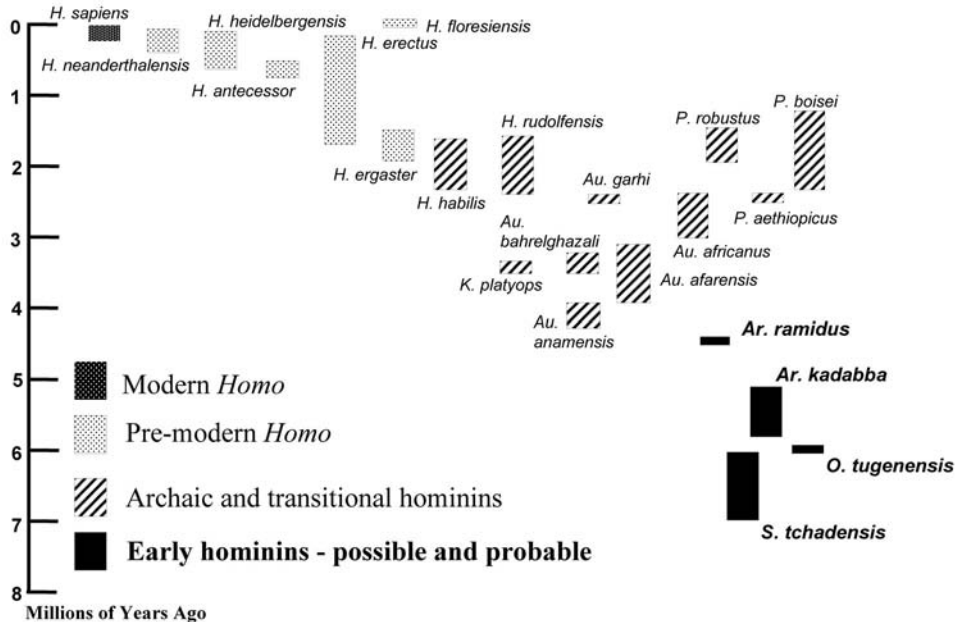 H. sapiens
H. heidelbergensis
H. floresiensis
H. erectus
H. neanderthalensis
H. antecessor
P. boisei
P. robustus
H. rudolfensis
H. ergaster
Au. garhi
H. habilis
P. aethiopicus
Au.
bahrelghazali
Au. africanus
K. platyops
Au. afarensis
Au.
anamensis
Ar. ramidus
Ar. kadabba
O. tugenensis
S. tchadensis
0
1
2
3
4
5
6
7
8
Modern Homo
Pre-modern Homo
Archaic and transitional hominins
Early hominins - possible and probable
Millions of Years Ago